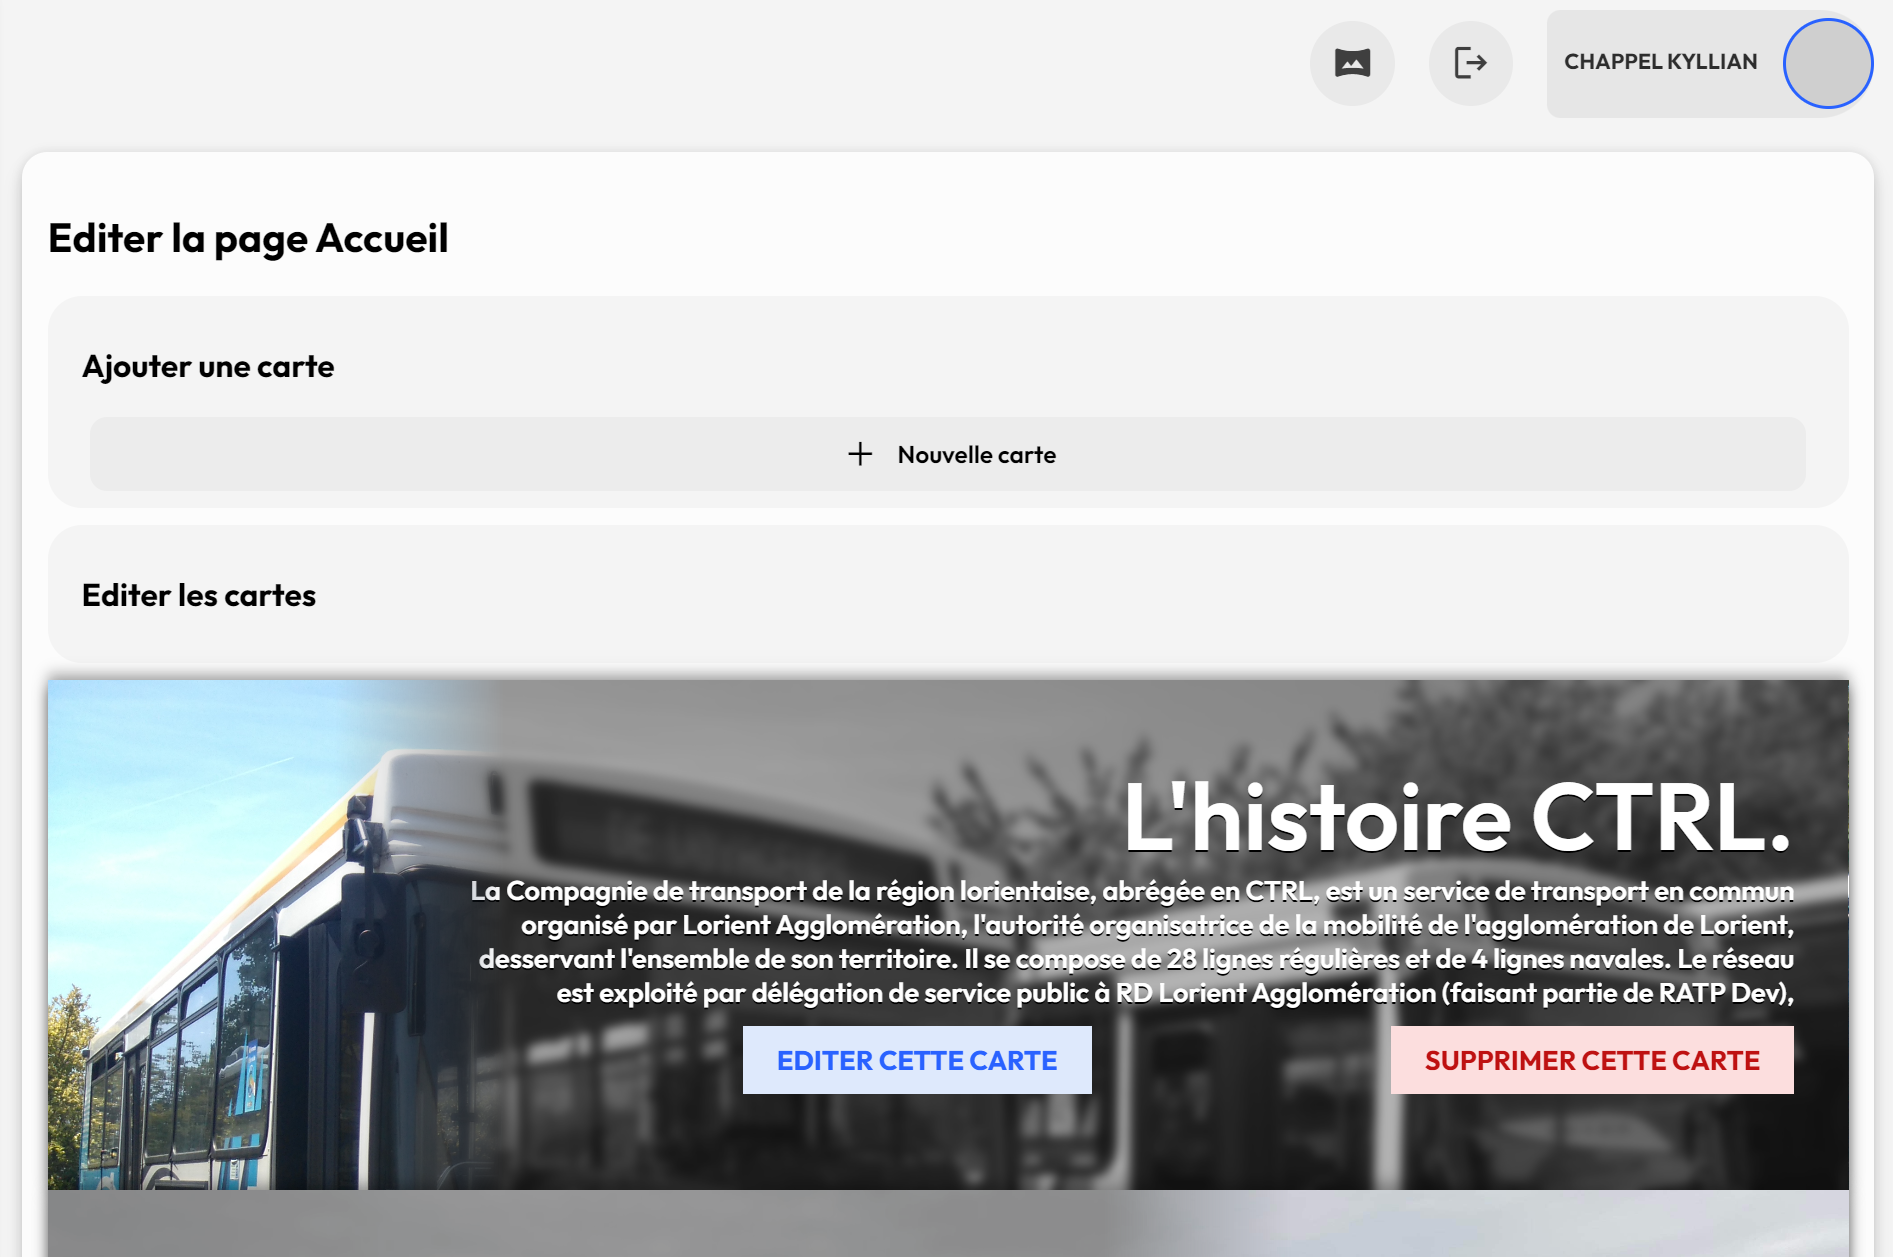 CHAPPEL KYLLIAN
Editer la page Accueil
Ajouter une carte
Nouvelle carte
Editer les cartes
L'histoire CTRL.
La Compagnie de transport de la région lorientaise, abrégée en CTRL, est un service de transport en commun
organisé par Lorient Agglomération, l'autorité organisatrice de la mobilité de l'agglomération de Lorient,
desservant l'ensemble de son territoire. Il se compose de 28 lignes régulières et de 4 lignes navales. Le réseau
est exploité par délégation de service public à RD Lorient Agglomération (faisant partie de RATP Dev),
EDITER CETTE CARTE
SUPPRIMER CETTE CARTE